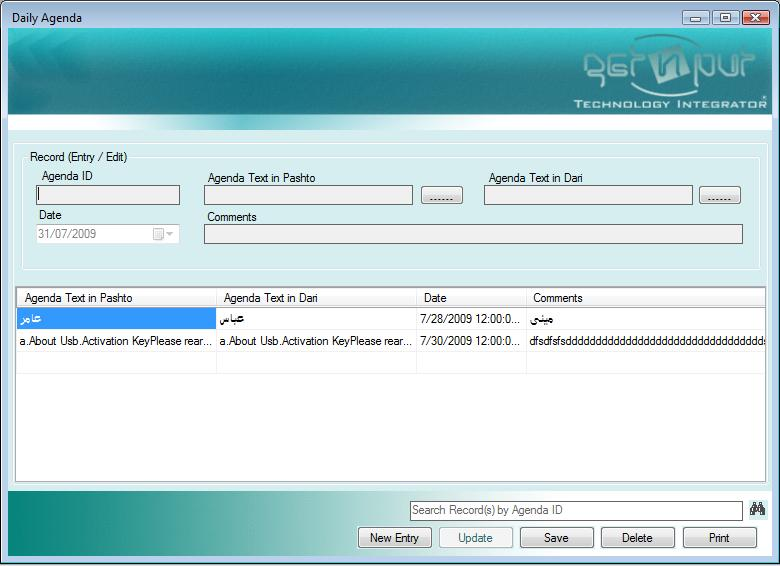 Daily Agenda
TECHNOLOGY INTEGRATOR
Record (Entry / Edit)
Agenda ID
Agenda Text in Pashto
......
Agenda Text in Dari
......
Date
Comments
31/07/2009
Agenda Text in Pashto Agenda Text in Dari Date Comments
عامر عباس 7/28/2009 12:00:0... مینی
a.About Usb.Activation KeyPlease rear... a.About Usb.Activation KeyPlease rear... 7/30/2009 12:00:0...
Search Record(s) by Agenda ID
New Entry Update Save Delete Print